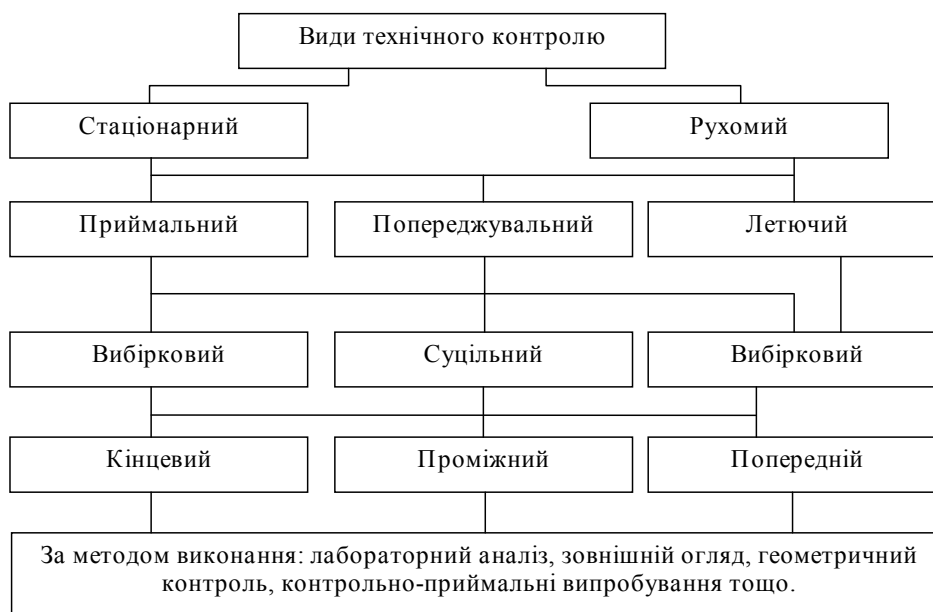 Види технічного контролю
Стаціонарний
Рухомий
Приймальний
Попереджувальний
Летючий
Вибірковий
Суцільний
Вибірковий
Кінцевий
Проміжний
Попередній
За методом виконання: лабораторний аналіз, зовнішній огляд, геометричний
контроль, контрольно-приймальні випробування тощо.